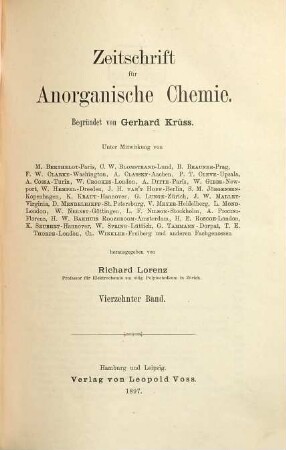 Zeitschrift
für
Anorganische Chemie.
Begründet von Gerhard Krüss.
Unter Mitwirkung von
M. Berthelot-Paris, C. W. Blomstrand-Lund, B. Brauner-Prag,
F. W. Clarke-Washington, A. Classen-Aachen, P. T. Cleve-Upsala,
A. Cossa-Turin, W. Crookes-London, A. Ditte-Paris, W. Gibbs-New-
port, W. Hempel-Dresden, J. H. van't Hoff-Berlin, S. M. Jörgensen-
Kopenhagen, K. Kraut-Hannover, G. Lunge-Zürich, J. W. Mallet-
Virginia, D. Mendelejeff-St. Petersburg, V. Meyer-Heidelberg, L. Mond-
London, W. Nernst-Göttingen, L. F. Nilson-Stockholm, A. Piccini-
Florenz, H. W. Bakhuis Roozeboom-Amsterdam, H. E. Roscoe-London,
K. Seubert-Hannover, W. Spring-Lüttich, G. Tammann-Dorpat, T. E.
Thorpe-London, Cl. Winkler-Freiberg und anderen Fachgenossen
herausgegeben von
Richard Lorenz
Professor für Elektrochemie am eidg. Polytechnikum in Zürich.
Vierzehnter Band.
Hamburg und Leipzig.
Verlag von Leopold Voss.
1897.